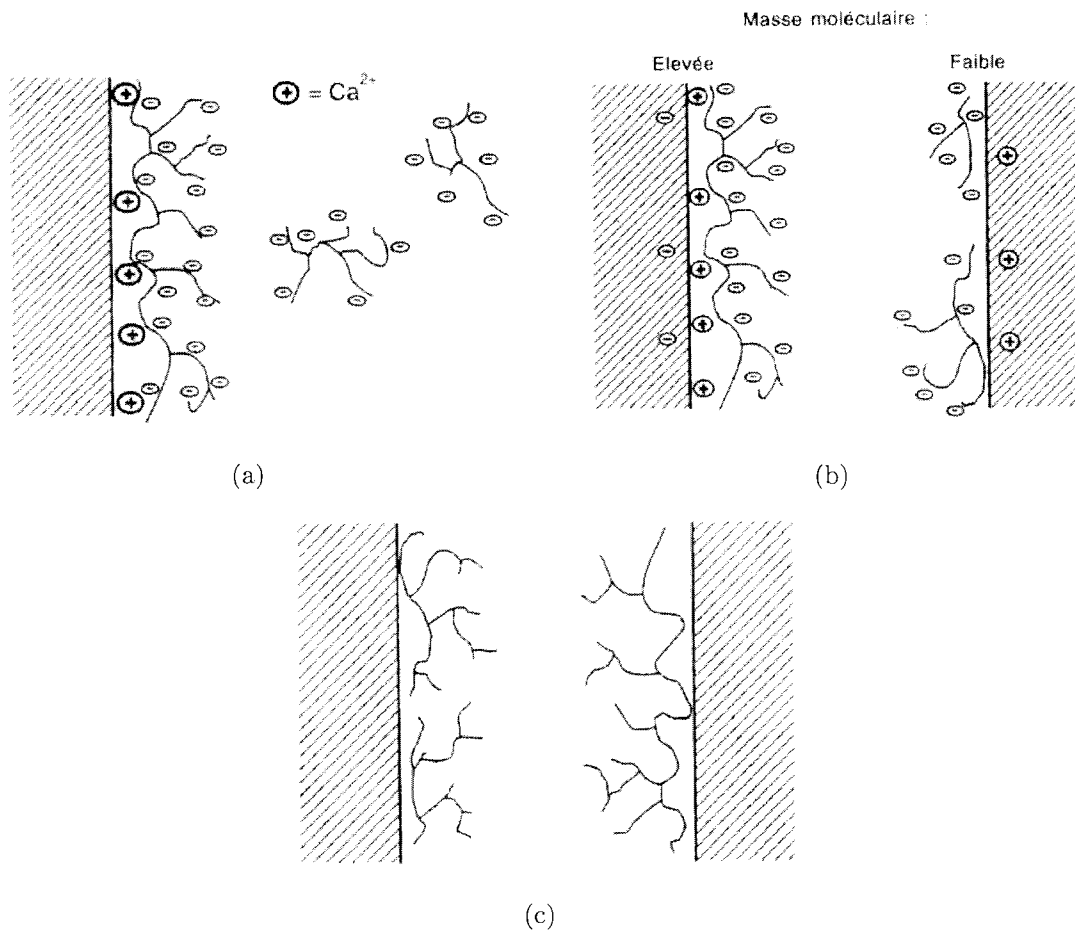 Masse moléculaire :
Elevée
Faible
⊕ = Ca²⁺
(a)
(b)
(c)